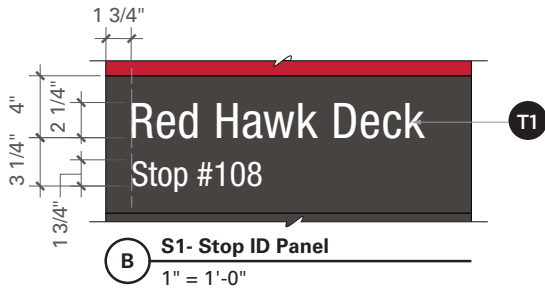 1 3/4"
4"
2 1/4"
Red Hawk Deck
T1
3 1/4"
Stop #108
1 3/4"
B
S1- Stop ID Panel
1" = 1'-0"